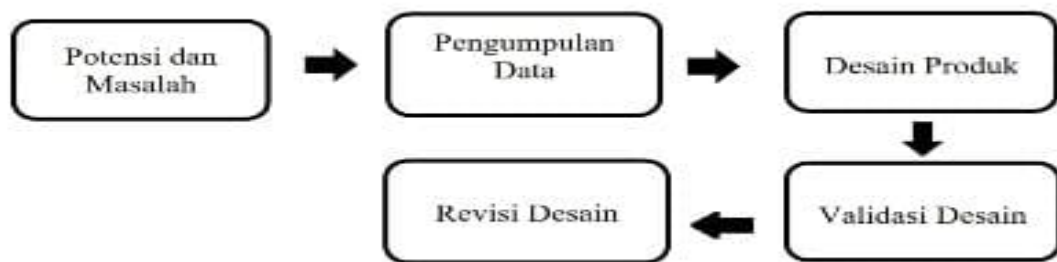 Potensi dan
Masalah
Pengumpulan
Data
Desain Produk
Validasi Desain
Revisi Desain